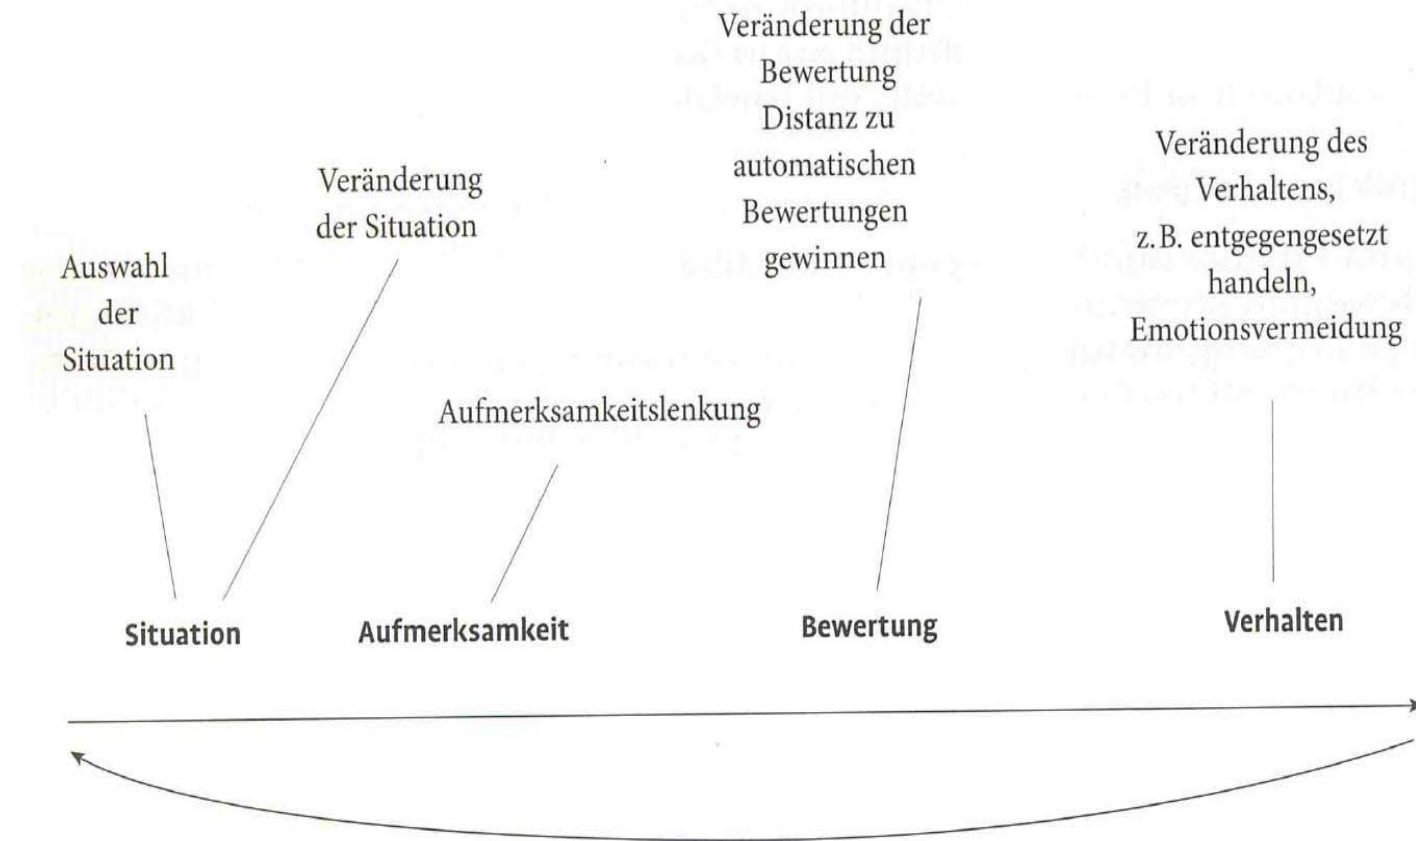 Auswahl
der
Situation
Veränderung
der Situation
Aufmerksamkeitslenkung
Veränderung der
Bewertung
Distanz zu
automatischen
Bewertungen
gewinnen
Veränderung des
Verhaltens,
z. B. entgegengesetzt
handeln,
Emotionsvermeidung
Situation
Aufmerksamkeit
Bewertung
Verhalten